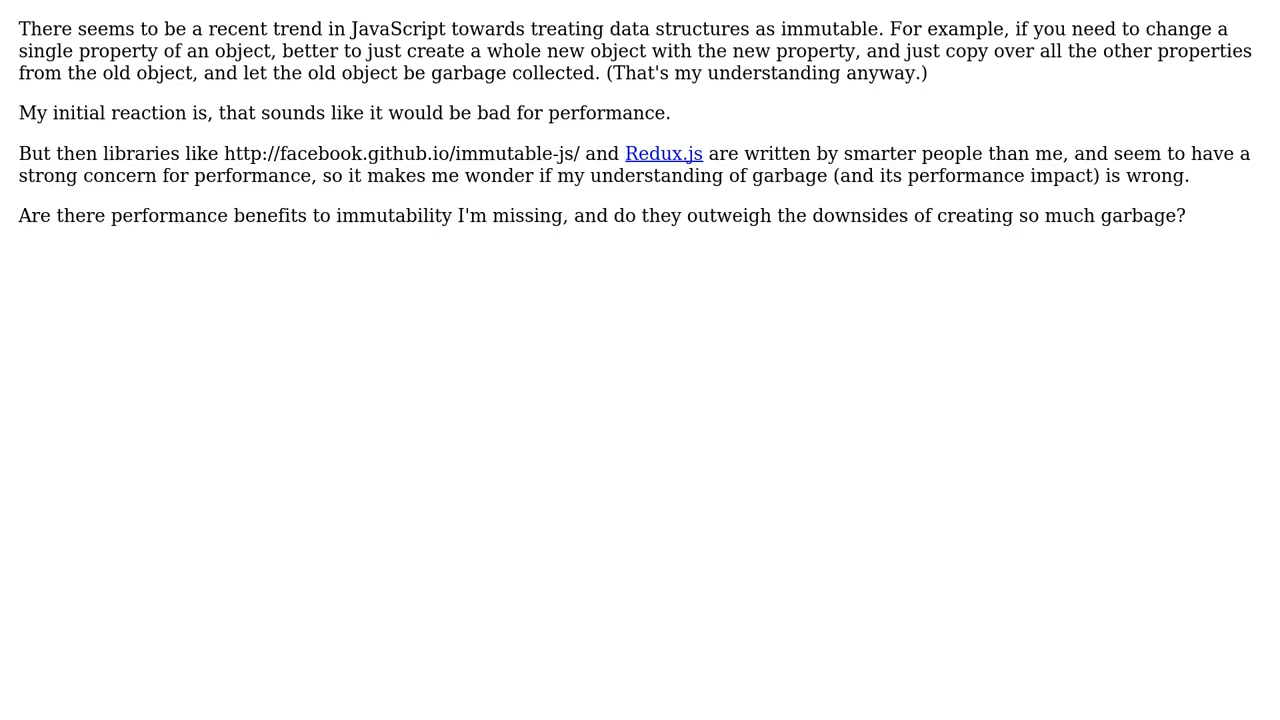 There seems to be a recent trend in JavaScript towards treating data structures as immutable. For example, if you need to change a
single property of an object, better to just create a whole new object with the new property, and just copy over all the other properties
from the old object, and let the old object be garbage collected. (That's my understanding anyway.)
My initial reaction is, that sounds like it would be bad for performance.
But then libraries like http://facebook.github.io/immutable-js/ and Redux.js are written by smarter people than me, and seem to have a
strong concern for performance, so it makes me wonder if my understanding of garbage (and its performance impact) is wrong.
Are there performance benefits to immutability I'm missing, and do they outweigh the downsides of creating so much garbage?